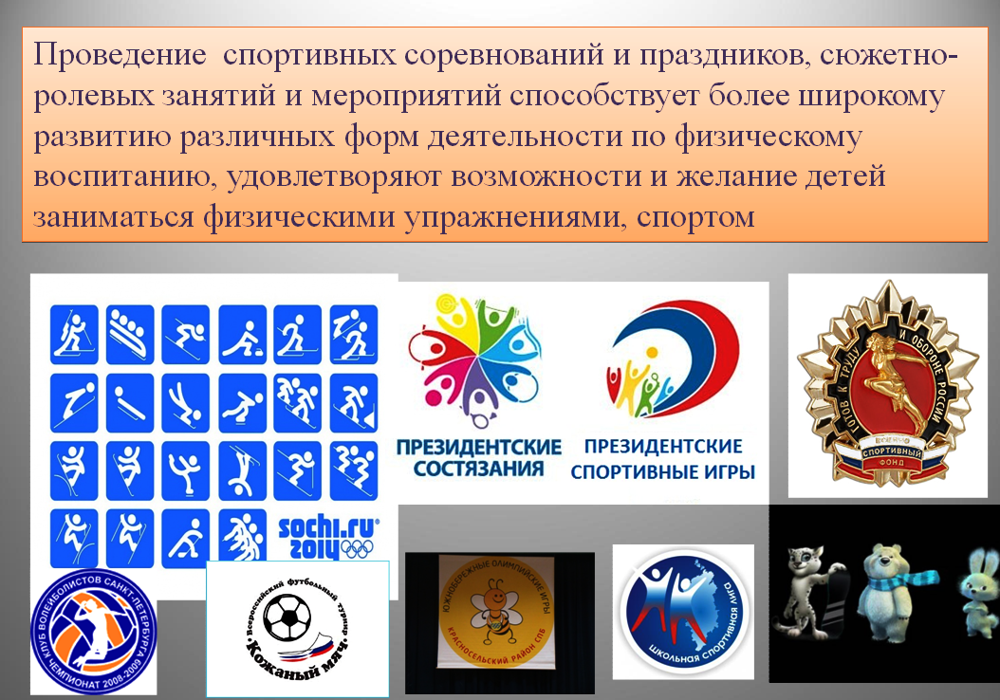 Проведение спортивных соревнований и праздников, сюжетно-
ролевых занятий и мероприятий способствует более широкому
развитию различных форм деятельности по физическому
воспитанию, удовлетворяют возможности и желание детей
заниматься физическими упражнениями, спортом
ПРЕЗИДЕНТСКИЕ
СОСТЯЗАНИЯ
ПРЕЗИДЕНТСКИЕ
СПОРТИВНЫЕ ИГРЫ
ГОТОВ К ТРУДУ И ОБОРОНЕ РОССИИ
СПОРТИВНЫЙ
ФОНД
sochi.ru
2014
КЛУБ ВОЛЕЙБОЛИСТОВ САНКТ-ПЕТЕРБУРГА
ЧЕМПИОНАТ 2008-2009
Всероссийский футбольный турнир
Кожаный мяч
ЮЖНОБЕРЕЖНЫЕ ОЛИМПИЙСКИЕ ИГРЫ
КРАСНОСЕЛЬСКИЙ РАЙОН СПБ
ШКОЛЬНАЯ СПОРТИВНАЯ ЛИГА